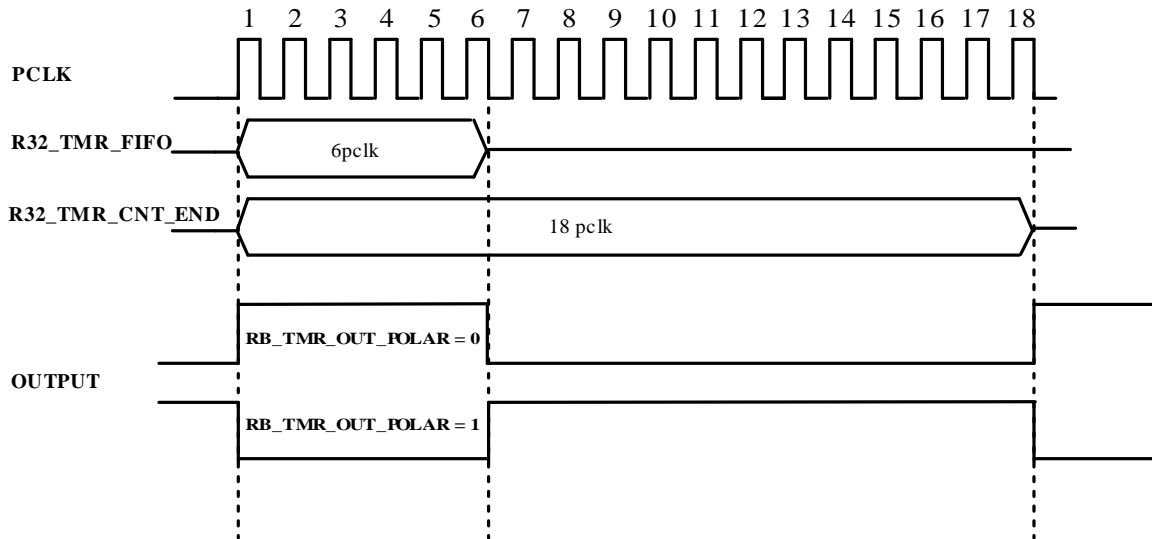 1 2 3 4 5 6 7 8 9 10 11 12 13 14 15 16 17 18
PCLK
R32_TMR_FIFO
6pclk
R32_TMR_CNT_END
18 pclk
RB_TMR_OUT_POLAR = 0
OUTPUT
RB_TMR_OUT_POLAR = 1